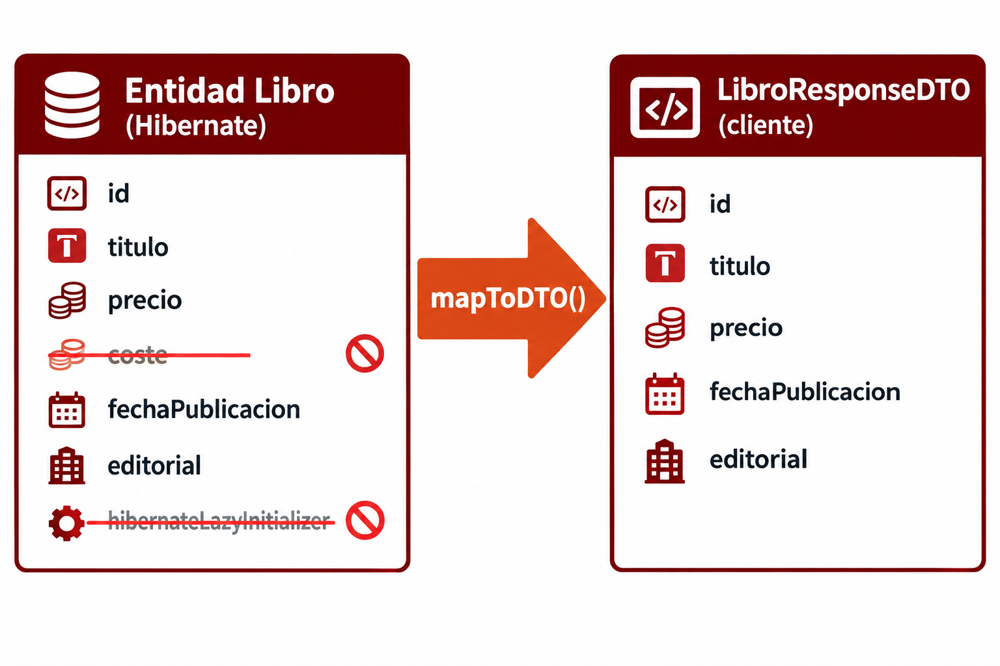 Entidad Libro
(Hibernate)
id
titulo
precio
coste
fechaPublicacion
editorial
hibernateLazyInitializer
mapToDTO()
LibroResponseDTO
(cliente)
id
titulo
precio
fechaPublicacion
editorial